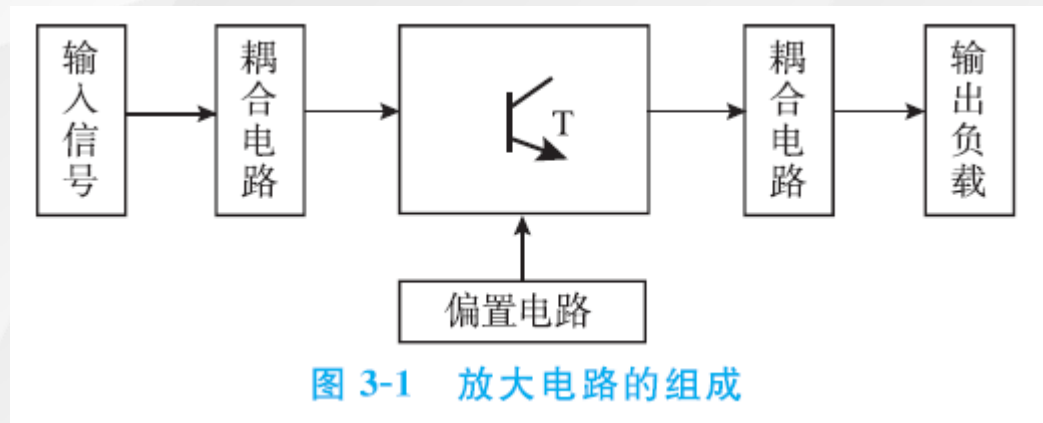 输入信号
耦合电路
T
耦合电路
输出负载
偏置电路
图 3-1 放大电路的组成